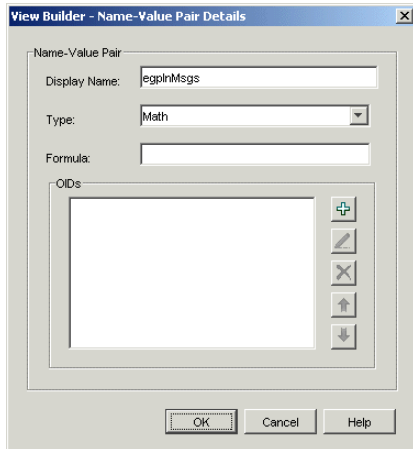 View Builder - Name-Value Pair Details
Name-Value Pair
Display Name: egpInMsgs
Type: Math
Formula:
OIDs
OK Cancel Help